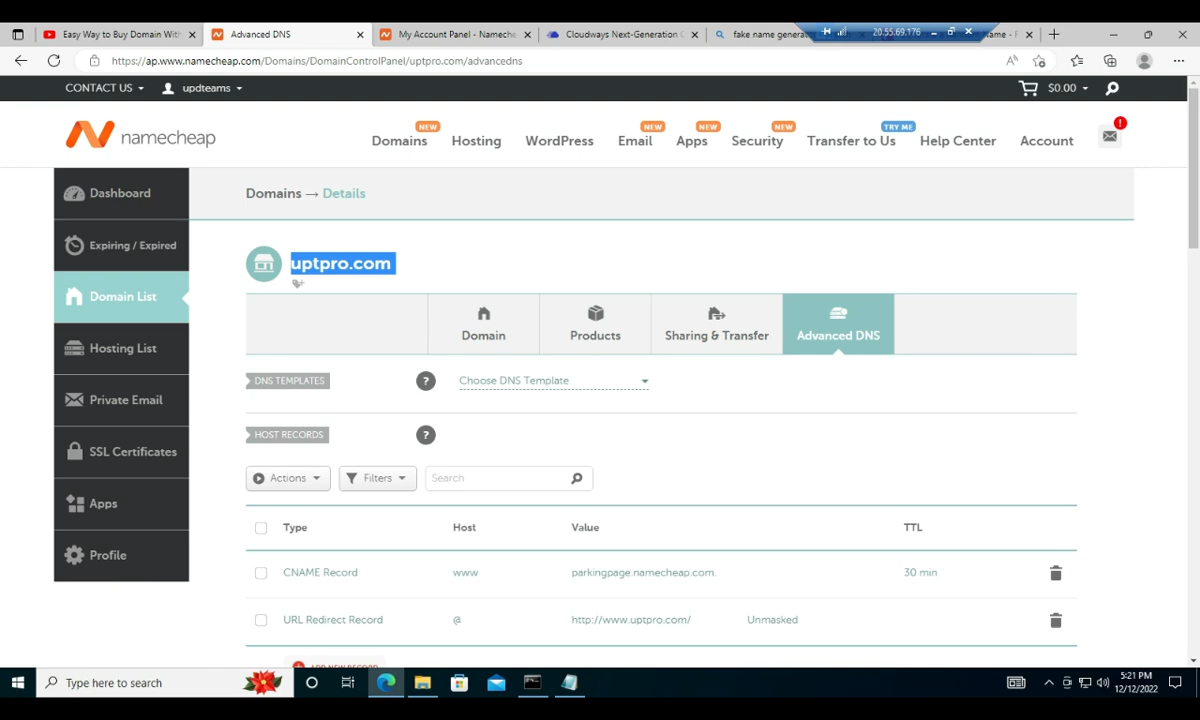 Easy Way to Buy Domain With
Advanced DNS
My Account Panel - Namech
Cloudways Next-Generation C
fake name genera
20.55.69.176
ame - F
https://ap.www.namecheap.com/Domains/DomainControlPanel/uptpro.com/advancedns
CONTACT US
updteams
$0.00
namecheap
Domains
NEW
Hosting
WordPress
Email
NEW
Apps
NEW
Security
NEW
Transfer to Us
TRY ME
Help Center
Account
!
Dashboard
Expiring / Expired
Domain List
Hosting List
Private Email
SSL Certificates
Apps
Profile
Domains → Details
uptpro.com
Domain
Products
Sharing & Transfer
Advanced DNS
DNS TEMPLATES
?
Choose DNS Template
HOST RECORDS
?
Actions
Filters
Search
Type Host Value TTL
CNAME Record www parkingpage.namecheap.com. 30 min
URL Redirect Record @ http://www.uptpro.com/ Unmasked
ADD NEW RECORD
Type here to search
5:21 PM
12/12/2022